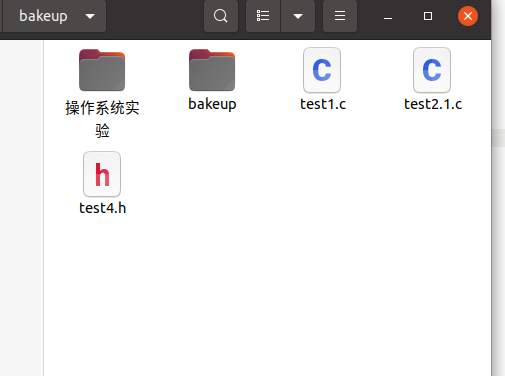 bakeup
操作系统实
验
bakeup
test1.c
test2.1.c
test4.h